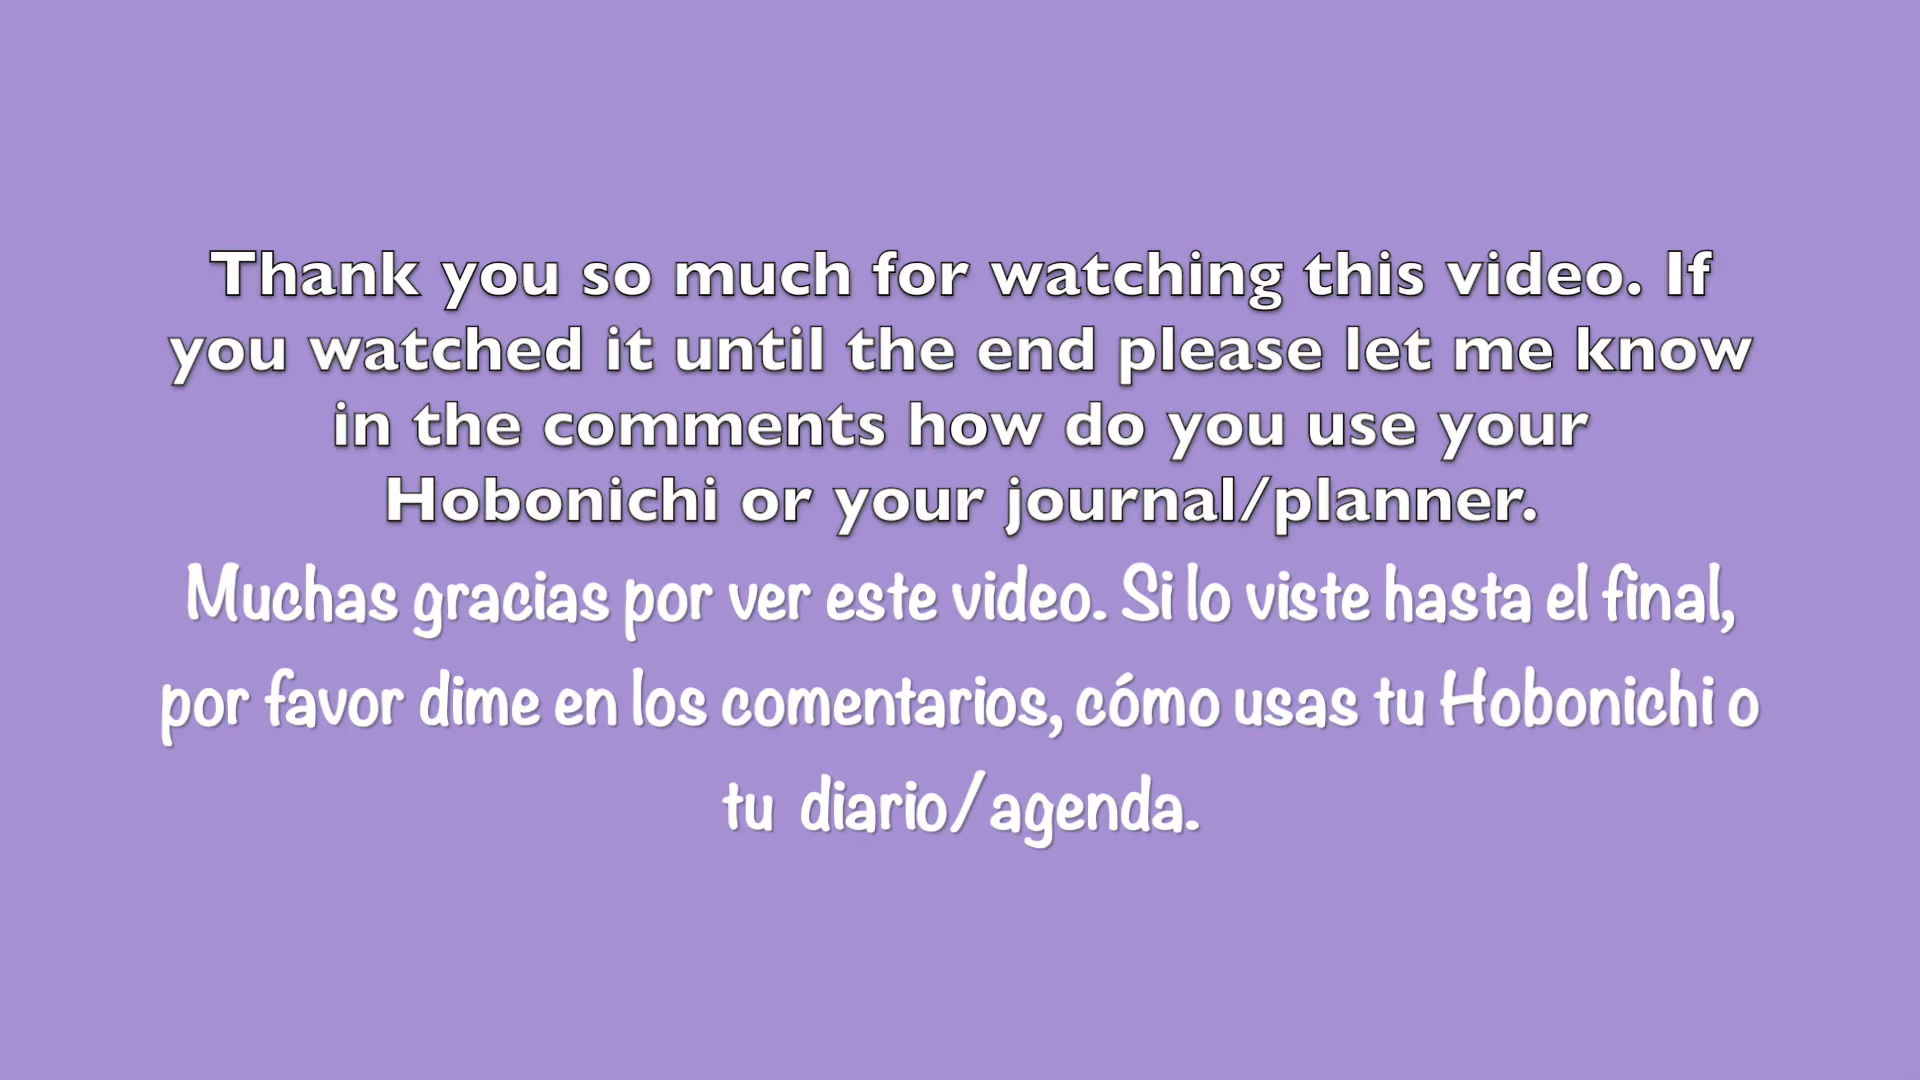 Thank you so much for watching this video. If
you watched it until the end please let me know
in the comments how do you use your
Hobonichi or your journal/planner.
Muchas gracias por ver este video. Si lo viste hasta el final,
por favor dime en los comentarios, cómo usas tu Hobonichi o
tu diario/agenda.